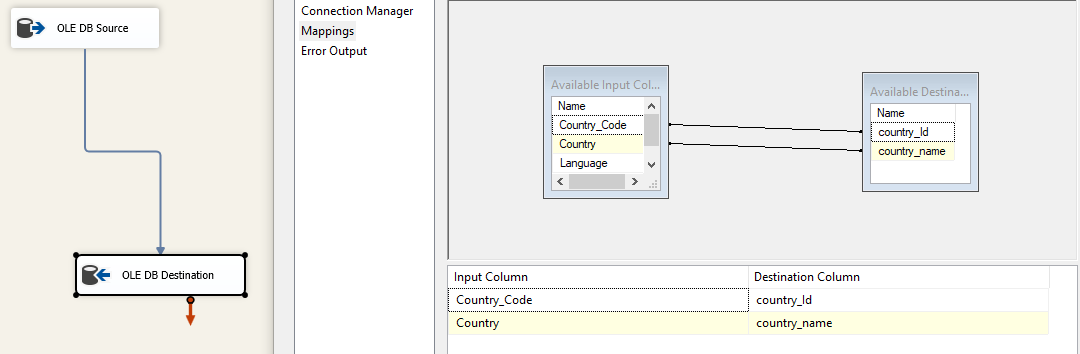 OLE DB Source
OLE DB Destination
Connection Manager
Mappings
Error Output
Available Input Col...
Name
Country_Code
Country
Language
Available Destina...
Name
country_Id
country_name
Input Column Destination Column
Country_Code country_Id
Country country_name